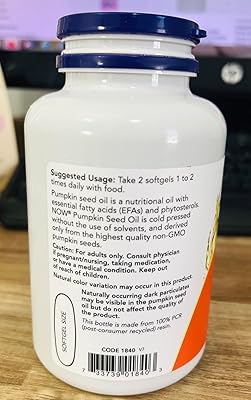 Suggested Usage: Take 2 softgels 1 to 2
times daily with food.
Pumpkin seed oil is a nutritional oil with
essential fatty acids (EFAs) and phytosterols.
NOW® Pumpkin Seed Oil is cold pressed
without the use of solvents, and derived
only from the highest quality non-GMO
pumpkin seeds.
Caution: For adults only. Consult physician
if pregnant/nursing, taking medication,
or have a medical condition. Keep out
of reach of children.
Natural color variation may occur in this product.
Naturally occurring dark particulates
may be visible in the pumpkin seed
oil but do not affect the quality of
the product.
This bottle is made from 100% PCR
(post-consumer recycled) resin.
SOFTGEL SIZE
CODE 1840 V7
7 33739 01840 3